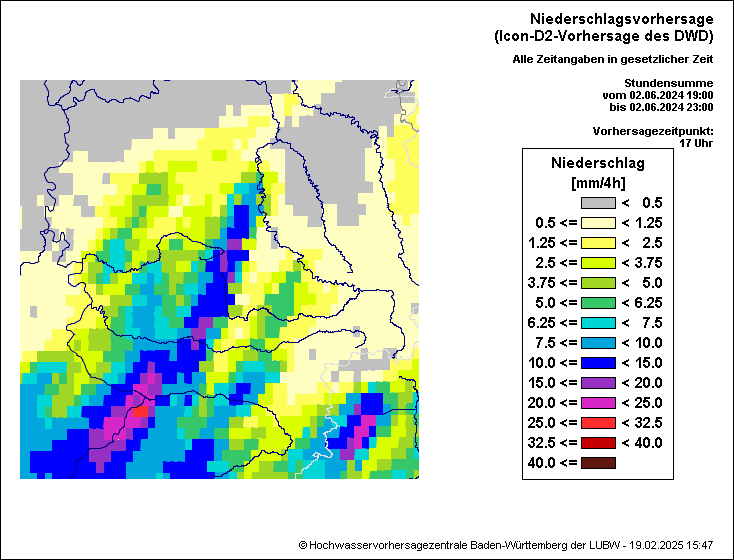 Niederschlagsvorhersage
(Icon-D2-Vorhersage des DWD)
Alle Zeitangaben in gesetzlicher Zeit
Stundensumme
vom 02.06.2024 19:00
bis 02.06.2024 23:00
Vorhersagezeitpunkt:
17 Uhr
Niederschlag
[mm/4h]
< 0.5
0.5 <= < 1.25
1.25 <= < 2.5
2.5 <= < 3.75
3.75 <= < 5.0
5.0 <= < 6.25
6.25 <= < 7.5
7.5 <= < 10.0
10.0 <= < 15.0
15.0 <= < 20.0
20.0 <= < 25.0
25.0 <= < 32.5
32.5 <= < 40.0
40.0 <=
© Hochwasservorhersagezentrale Baden-Württemberg der LUBW - 19.02.2025 15:47